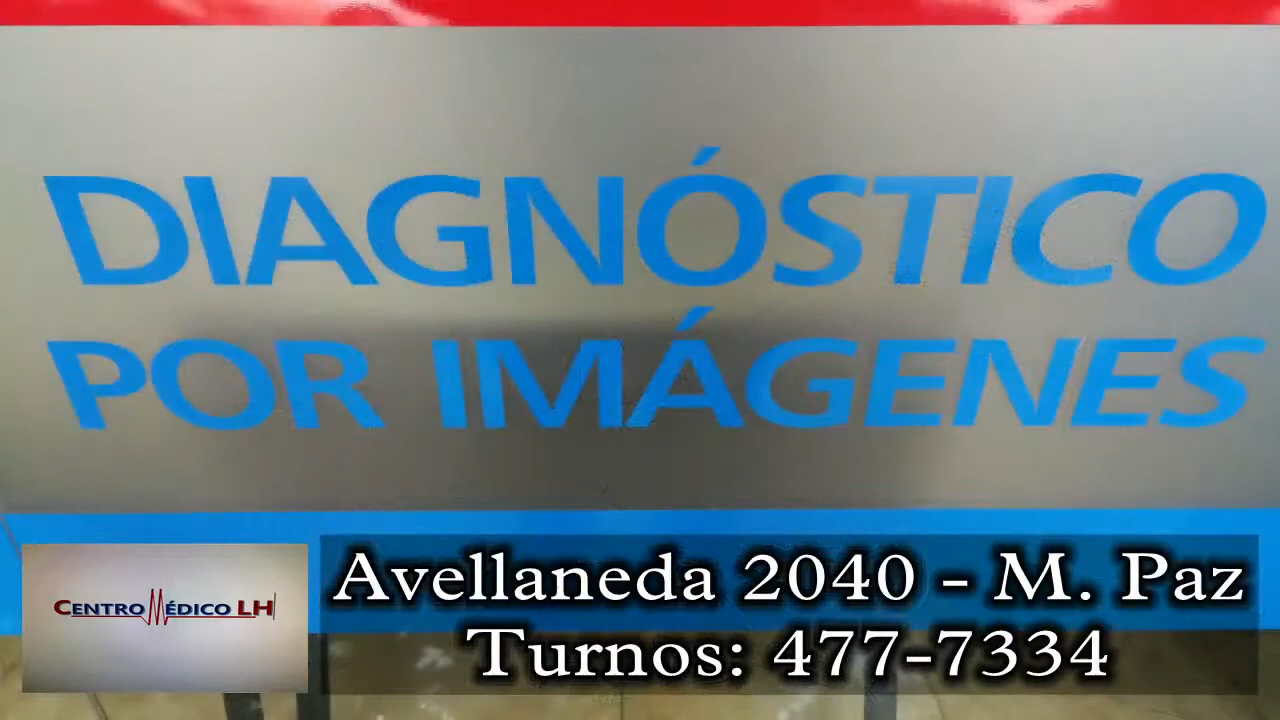 DIAGNÓSTICO
POR IMÁGENES
CENTRO MÉDICO LH
Avellaneda 2040 - M. Paz
Turnos: 477-7334